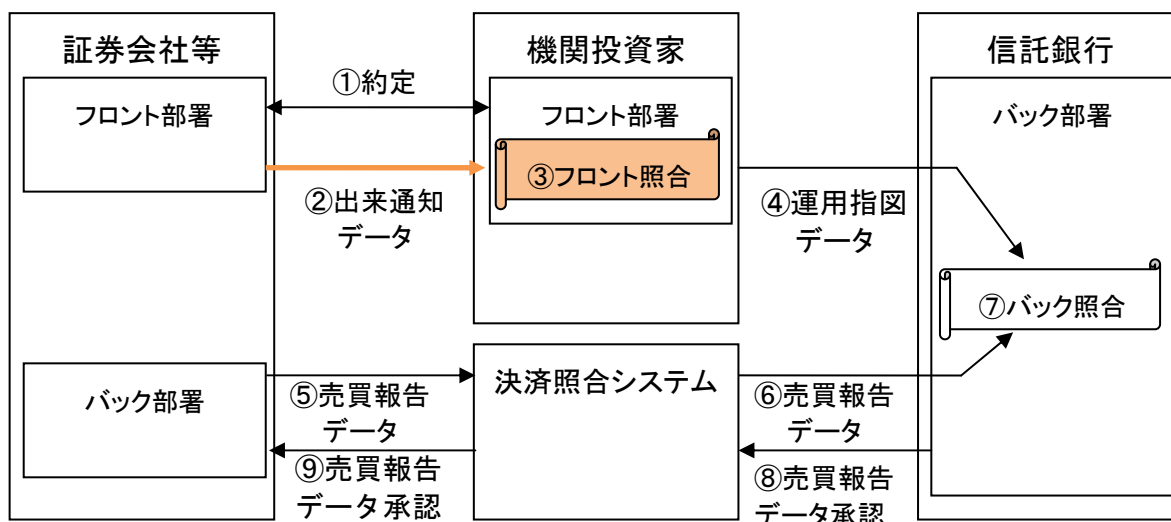 証券会社等
機関投資家
信託銀行
フロント部署
①約定
フロント部署
バック部署
③フロント照合
②出来通知
データ
④運用指図
データ
⑦バック照合
バック部署
⑤売買報告
データ
決済照合システム
⑥売買報告
データ
⑨売買報告
データ承認
⑧売買報告
データ承認